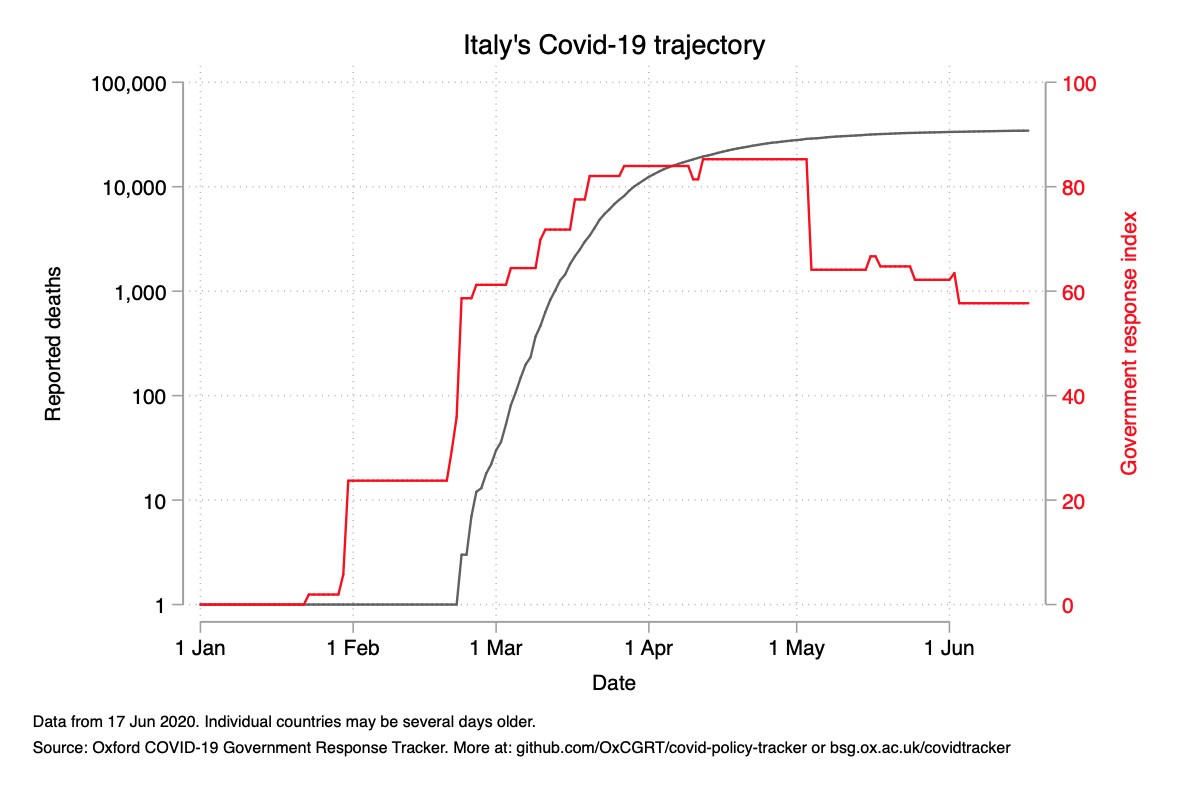 Italy's Covid-19 trajectory
100,000
10,000
1,000
100
10
1
Reported deaths
100
80
60
40
20
0
Government response index
1 Jan 1 Feb 1 Mar 1 Apr 1 May 1 Jun
Date
Data from 17 Jun 2020. Individual countries may be several days older.
Source: Oxford COVID-19 Government Response Tracker. More at: github.com/OxCGRT/covid-policy-tracker or bsg.ox.ac.uk/covidtracker